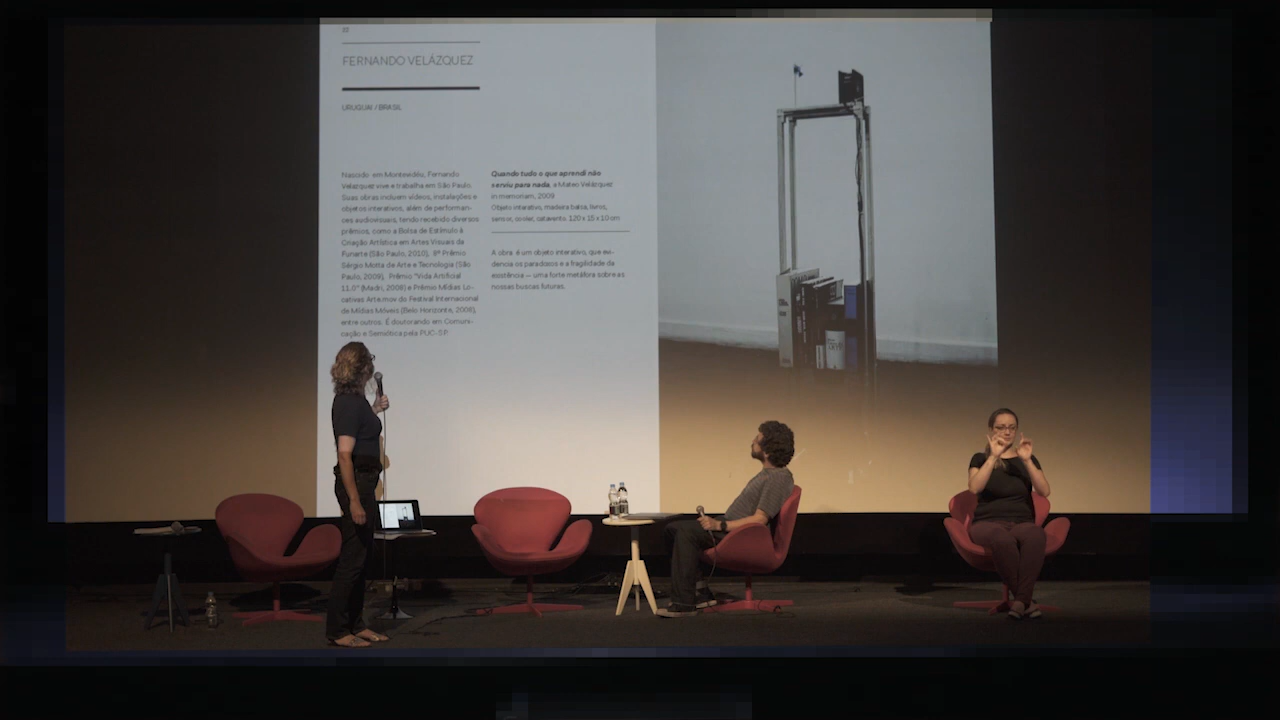 FERNANDO VELÁZQUEZ
URUGUAI / BRASIL
Nascido em Montevidéo, Fernando
Velazquez vive e trabalha em São Paulo.
Suas obras incluem vídeos, instalações e
objetos interativos, além de performan-
ces audiovisuais, tendo recebido diversos
prêmios, como a Bolsa de Estímulo à
Criação Artística em Artes Visuais da
Funarte (São Paulo, 2010), 8º Prêmio
Sérgio Motta de Arte e Tecnologia (São
Paulo, 2009), Prêmio "Vida Artificial
11.0" (Madri, 2008) e Prêmio Mídias Lo-
cativas Arte.mov do Festival Internacional
de Mídias Móveis (Belo Horizonte, 2008),
entre outros. É doutorando em Comuni-
cação e Semiótica pela PUC-SP.
Quando tudo o que aprendi não
serviu para nada, a Mateo Velázquez
in memoriam, 2009
Objeto interativo, madeira balsa, livros,
sensor, cooler, catavento. 120 x 15 x 10 cm
A obra é um objeto interativo, que evi-
dencia os paradoxos e a fragilidade da
existência — uma forte metáfora sobre as
nossas buscas futuras.